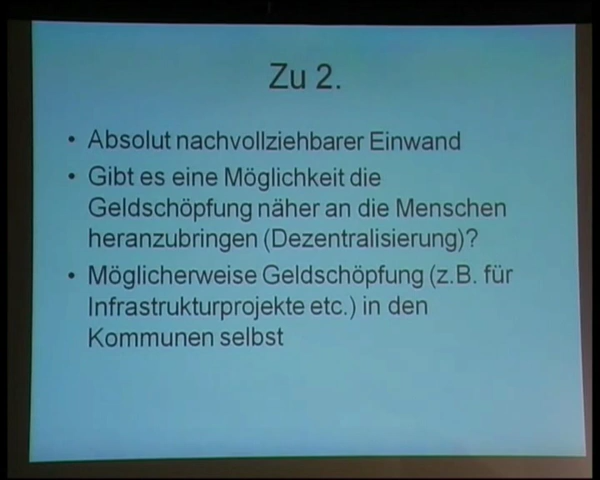 Zu 2.
• Absolut nachvollziehbarer Einwand
• Gibt es eine Möglichkeit die
Geldschöpfung näher an die Menschen
heranzubringen (Dezentralisierung)?
• Möglicherweise Geldschöpfung (z.B. für
Infrastrukturprojekte etc.) in den
Kommunen selbst